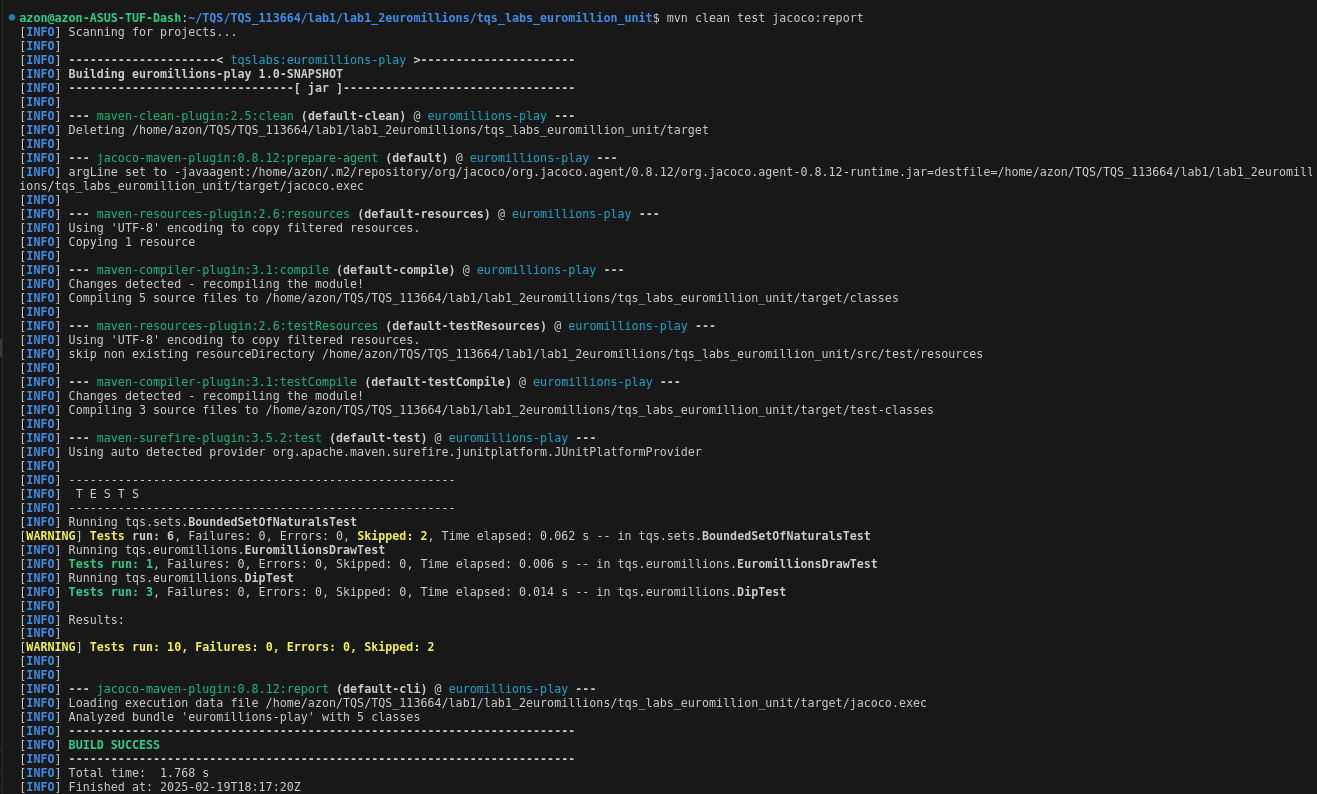 azon@azon-ASUS-TUF-Dash:~/TQS/TQS_113664/lab1/lab1_2euromillions/tqs_labs_euromillion_unit$ mvn clean test jacoco:report
[INFO] Scanning for projects...
[INFO]
[INFO] ---------------------< tqslabs:euromillions-play >----------------------
[INFO] Building euromillions-play 1.0-SNAPSHOT
[INFO] --------------------------------[ jar ]---------------------------------
[INFO]
[INFO] --- maven-clean-plugin:2.5:clean (default-clean) @ euromillions-play ---
[INFO] Deleting /home/azon/TQS/TQS_113664/lab1/lab1_2euromillions/tqs_labs_euromillion_unit/target
[INFO]
[INFO] --- jacoco-maven-plugin:0.8.12:prepare-agent (default) @ euromillions-play ---
[INFO] argLine set to -javaagent:/home/azon/.m2/repository/org/jacoco/org.jacoco.agent/0.8.12/org.jacoco.agent-0.8.12-runtime.jar=destfile=/home/azon/TQS/TQS_113664/lab1/lab1_2euromill
ions/tqs_labs_euromillion_unit/target/jacoco.exec
[INFO]
[INFO] --- maven-resources-plugin:2.6:resources (default-resources) @ euromillions-play ---
[INFO] Using 'UTF-8' encoding to copy filtered resources.
[INFO] Copying 1 resource
[INFO]
[INFO] --- maven-compiler-plugin:3.1:compile (default-compile) @ euromillions-play ---
[INFO] Changes detected - recompiling the module!
[INFO] Compiling 5 source files to /home/azon/TQS/TQS_113664/lab1/lab1_2euromillions/tqs_labs_euromillion_unit/target/classes
[INFO]
[INFO] --- maven-resources-plugin:2.6:testResources (default-testResources) @ euromillions-play ---
[INFO] Using 'UTF-8' encoding to copy filtered resources.
[INFO] skip non existing resourceDirectory /home/azon/TQS/TQS_113664/lab1/lab1_2euromillions/tqs_labs_euromillion_unit/src/test/resources
[INFO]
[INFO] --- maven-compiler-plugin:3.1:testCompile (default-testCompile) @ euromillions-play ---
[INFO] Changes detected - recompiling the module!
[INFO] Compiling 3 source files to /home/azon/TQS/TQS_113664/lab1/lab1_2euromillions/tqs_labs_euromillion_unit/target/test-classes
[INFO]
[INFO] --- maven-surefire-plugin:3.5.2:test (default-test) @ euromillions-play ---
[INFO] Using auto detected provider org.apache.maven.surefire.junitplatform.JUnitPlatformProvider
[INFO]
[INFO] -------------------------------------------------------
[INFO]  T E S T S
[INFO] -------------------------------------------------------
[INFO] Running tqs.sets.BoundedSetOfNaturalsTest
[WARNING] Tests run: 6, Failures: 0, Errors: 0, Skipped: 2, Time elapsed: 0.062 s -- in tqs.sets.BoundedSetOfNaturalsTest
[INFO] Running tqs.euromillions.EuromillionsDrawTest
[INFO] Tests run: 1, Failures: 0, Errors: 0, Skipped: 0, Time elapsed: 0.006 s -- in tqs.euromillions.EuromillionsDrawTest
[INFO] Running tqs.euromillions.DipTest
[INFO] Tests run: 3, Failures: 0, Errors: 0, Skipped: 0, Time elapsed: 0.014 s -- in tqs.euromillions.DipTest
[INFO]
[INFO] Results:
[INFO]
[WARNING] Tests run: 10, Failures: 0, Errors: 0, Skipped: 2
[INFO]
[INFO]
[INFO] --- jacoco-maven-plugin:0.8.12:report (default-cli) @ euromillions-play ---
[INFO] Loading execution data file /home/azon/TQS/TQS_113664/lab1/lab1_2euromillions/tqs_labs_euromillion_unit/target/jacoco.exec
[INFO] Analyzed bundle 'euromillions-play' with 5 classes
[INFO] ------------------------------------------------------------------------
[INFO] BUILD SUCCESS
[INFO] ------------------------------------------------------------------------
[INFO] Total time:  1.768 s
[INFO] Finished at: 2025-02-19T18:17:20Z